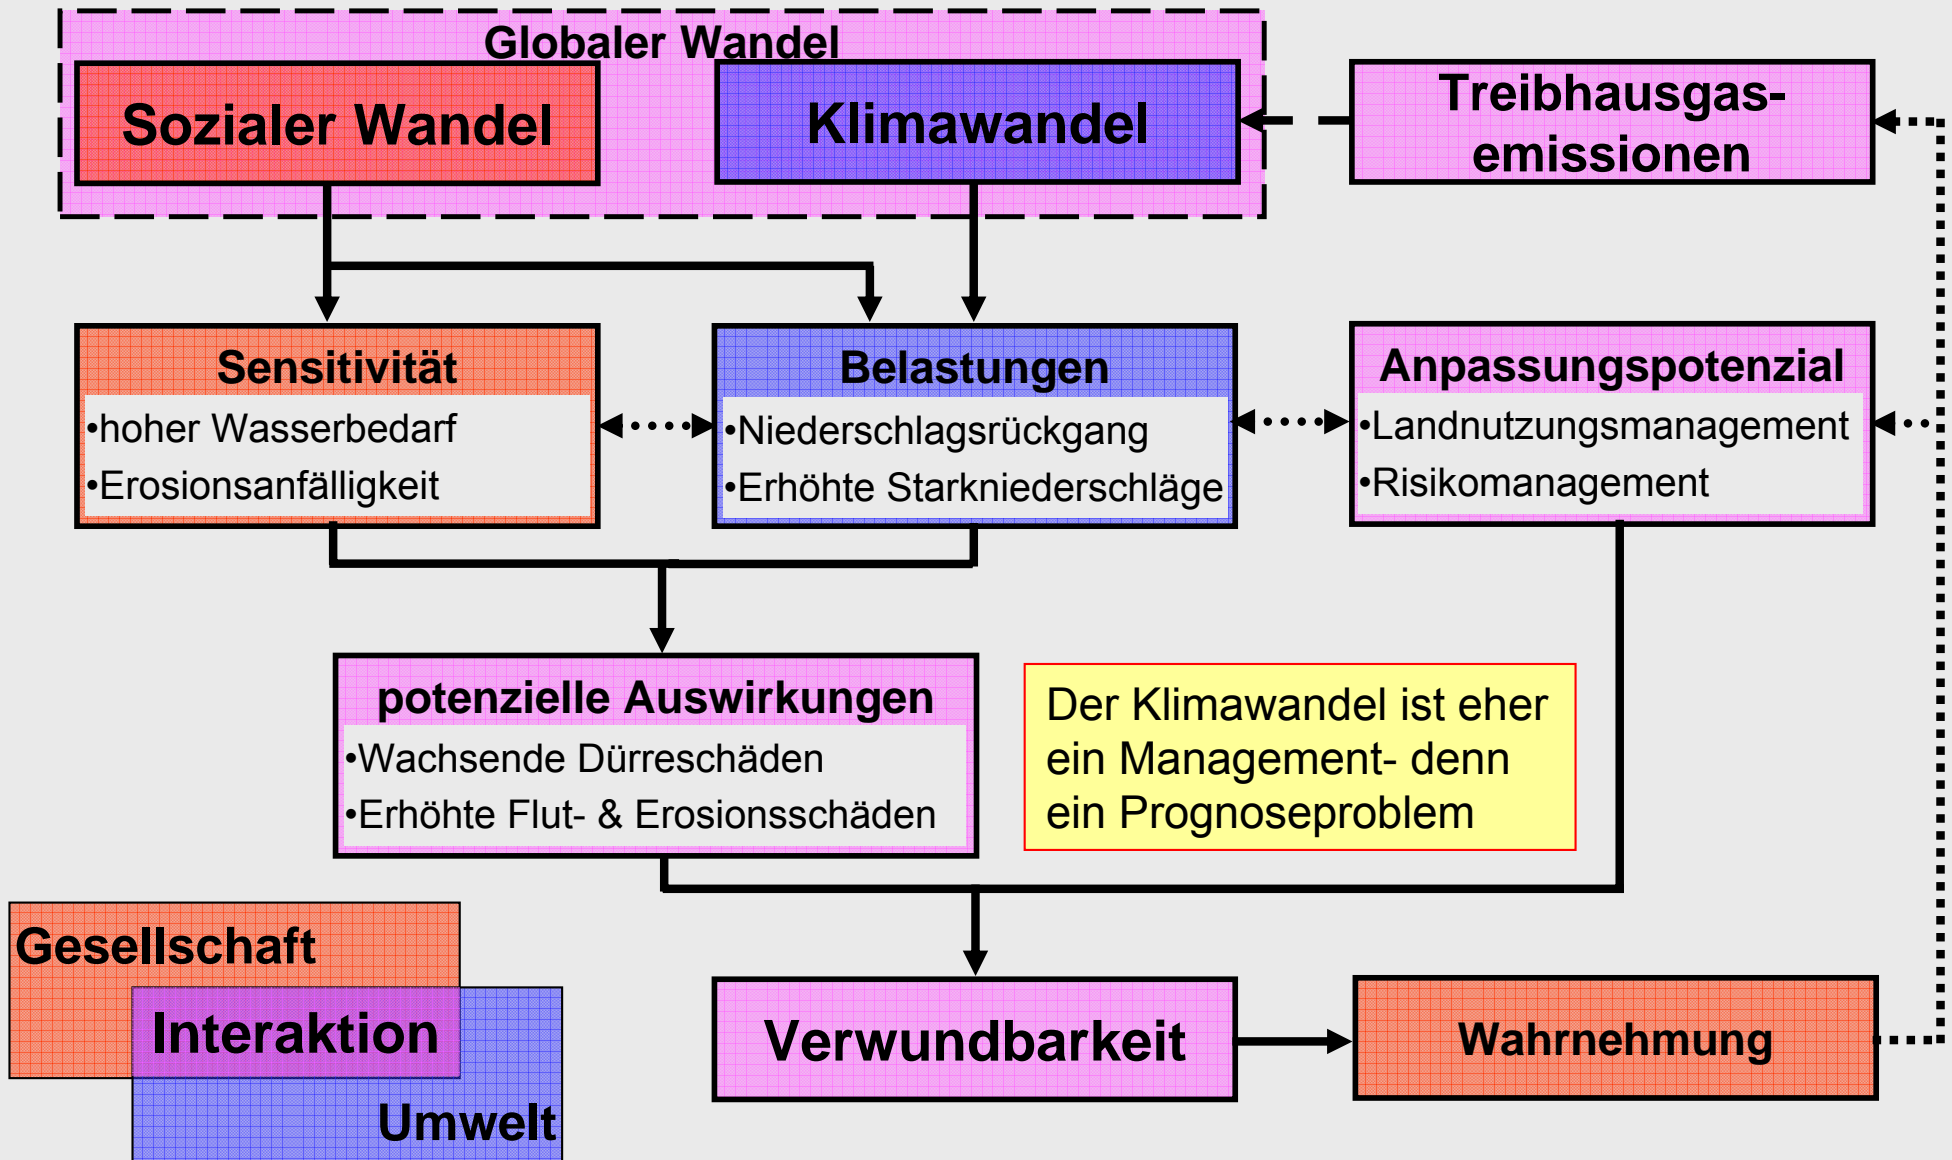 Globaler Wandel
Sozialer Wandel
Klimawandel
Treibhausgas-
emissionen
Sensitivität
•hoher Wasserbedarf
•Erosionsanfälligkeit
Belastungen
•Niederschlagsrückgang
•Erhöhte Starkniederschläge
Anpassungspotenzial
•Landnutzungsmanagement
•Risikomanagement
potenzielle Auswirkungen
•Wachsende Dürreschäden
•Erhöhte Flut- & Erosionsschäden
Der Klimawandel ist eher
ein Management- denn
ein Prognoseproblem
Gesellschaft
Interaktion
Umwelt
Verwundbarkeit
Wahrnehmung